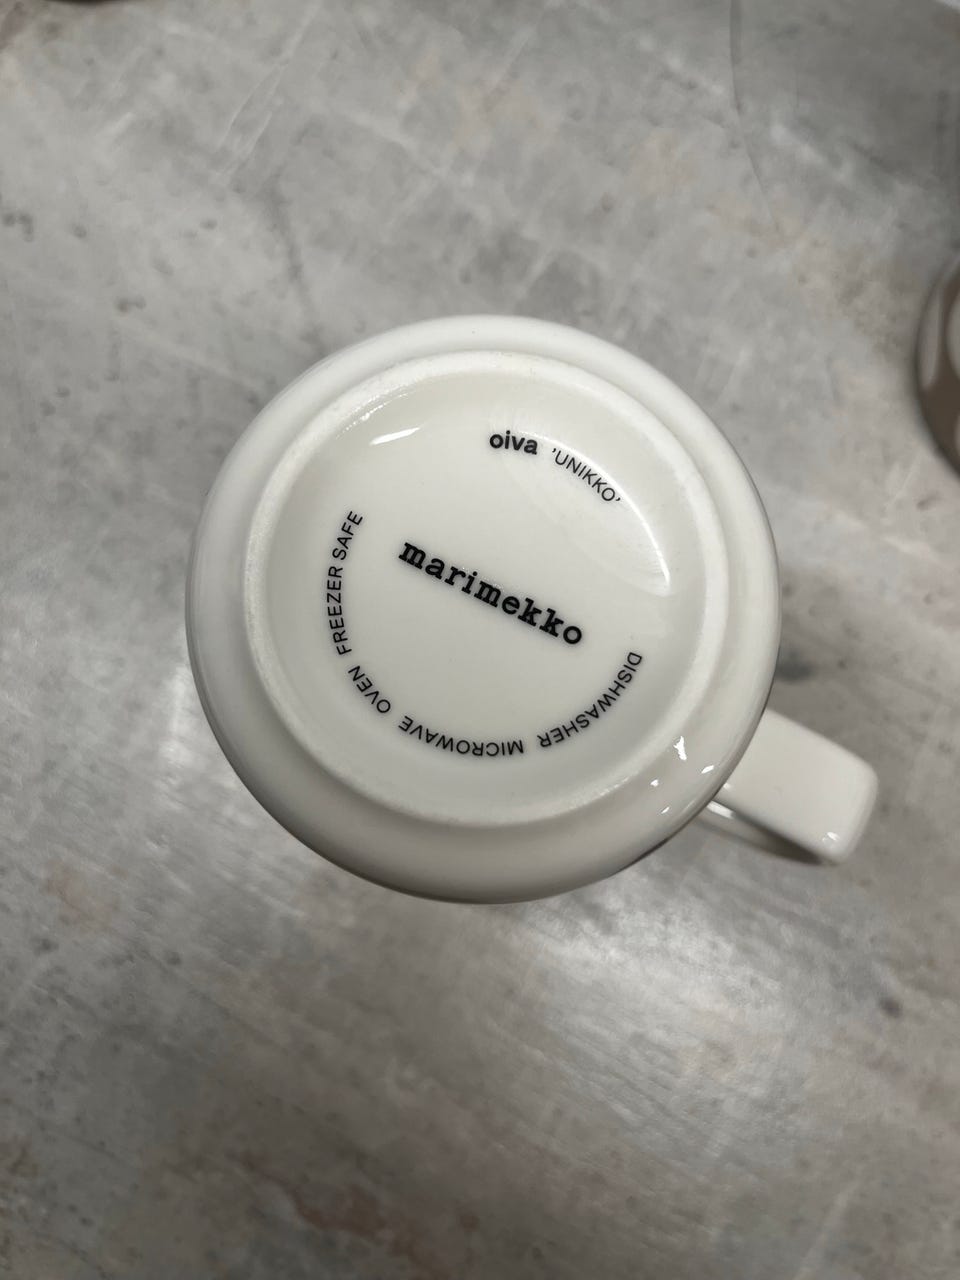 oiva 'UNIKKO'
marimekko
DISHWASHER MICROWAVE OVEN FREEZER SAFE